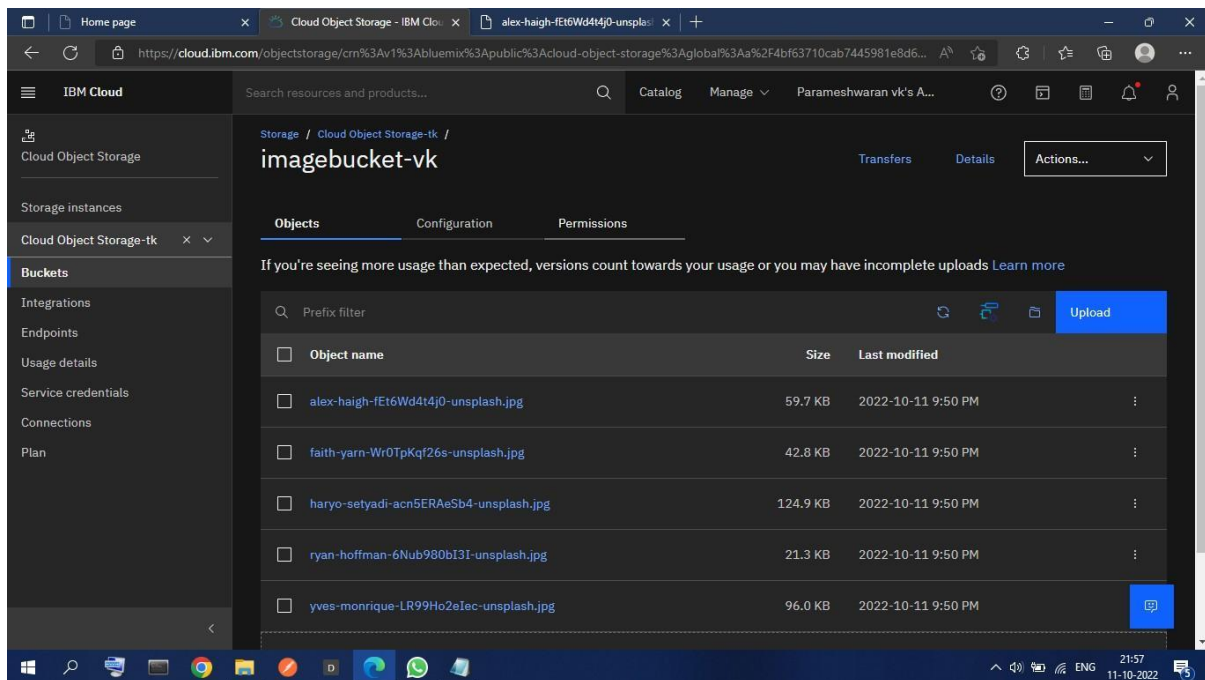 Home page
Cloud Object Storage - IBM Clou
alex-haigh-fEt6Wd4t4j0-unsplas
https://cloud.ibm.com/objectstorage/crn%3Av1%3Abluemix%3Apublic%3Acloud-object-storage%3Aglobal%3Aa%2F4bf63710cab7445981e8d6...
IBM Cloud
Search resources and products...
Catalog
Manage
Parameshwaran vk's A...
Cloud Object Storage
Storage instances
Cloud Object Storage-tk
Buckets
Integrations
Endpoints
Usage details
Service credentials
Connections
Plan
Storage / Cloud Object Storage-tk /
imagebucket-vk
Transfers
Details
Actions...
Objects
Configuration
Permissions
If you're seeing more usage than expected, versions count towards your usage or you may have incomplete uploads Learn more
Prefix filter
Upload
Object name Size Last modified
alex-haigh-fEt6Wd4t4j0-unsplash.jpg 59.7 KB 2022-10-11 9:50 PM
faith-yarn-Wr0TpKqf26s-unsplash.jpg 42.8 KB 2022-10-11 9:50 PM
haryo-setyadi-acn5ERAeSb4-unsplash.jpg 124.9 KB 2022-10-11 9:50 PM
ryan-hoffman-6Nub980bI3I-unsplash.jpg 21.3 KB 2022-10-11 9:50 PM
yves-monrique-LR99Ho2eIec-unsplash.jpg 96.0 KB 2022-10-11 9:50 PM
D
ENG
21:57
11-10-2022
5